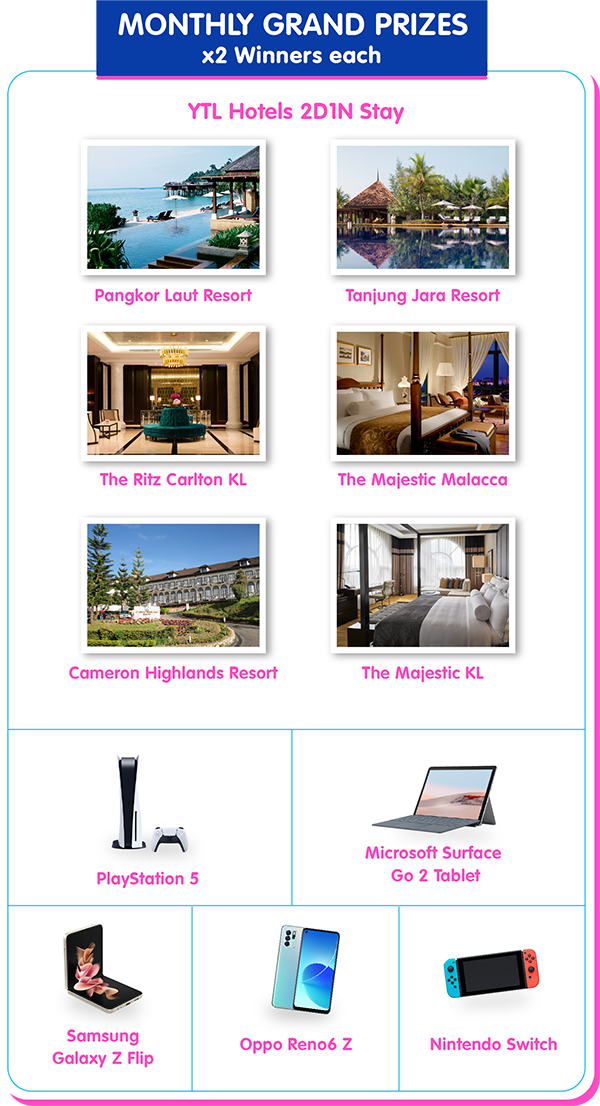 MONTHLY GRAND PRIZES
x2 Winners each
YTL Hotels 2D1N Stay
Pangkor Laut Resort
Tanjung Jara Resort
The Ritz Carlton KL
The Majestic Malacca
Cameron Highlands Resort
The Majestic KL
PlayStation 5
Microsoft Surface
Go 2 Tablet
Samsung
Galaxy Z Flip
Oppo Reno6 Z
Nintendo Switch